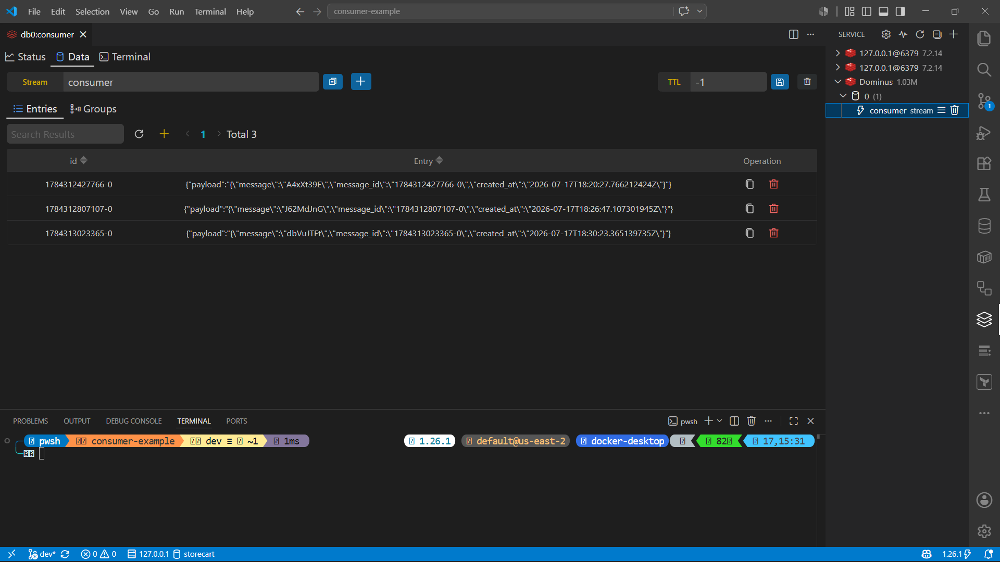 File Edit Selection View Go Run Terminal Help consumer-example
db0:consumer
Status Data Terminal
Stream consumer TTL -1
Entries Groups
Search Results 1 Total 3
id Entry Operation
1784312427766-0 {"payload":"{\"message\":\"A4xXt39E\",\"message_id\":\"1784312427766-0\",\"created_at\":\"2026-07-17T18:20:27.766212424Z\"}"}
1784312807107-0 {"payload":"{\"message\":\"J62MdJnG\",\"message_id\":\"1784312807107-0\",\"created_at\":\"2026-07-17T18:26:47.107301945Z\"}"}
1784313023365-0 {"payload":"{\"message\":\"dbVuJTFt\",\"message_id\":\"1784313023365-0\",\"created_at\":\"2026-07-17T18:30:23.365139735Z\"}"}
SERVICE
127.0.0.1@6379 7.2.14
127.0.0.1@6379 7.2.14
Dominus 1.03M
0 (1)
consumer stream
1
PROBLEMS OUTPUT DEBUG CONSOLE TERMINAL PORTS pwsh
pwsh consumer-example dev ≡ ~1 1ms 1.26.1 default@us-east-2 docker-desktop 82 17,15:31
dev* 0 0 127.0.0.1 storecart 1.26.1